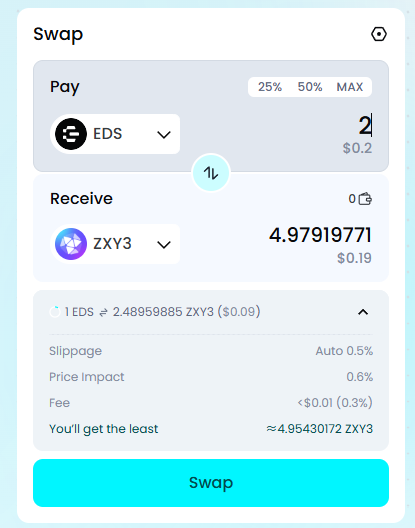 Swap
Pay 25% 50% MAX
EDS 2
$0.2
Receive 0
ZXY3 4.97919771
$0.19
1 EDS ⇄ 2.48959885 ZXY3 ($0.09)
Slippage Auto 0.5%
Price Impact 0.6%
Fee <$0.01 (0.3%)
You’ll get the least ≈4.95430172 ZXY3
Swap